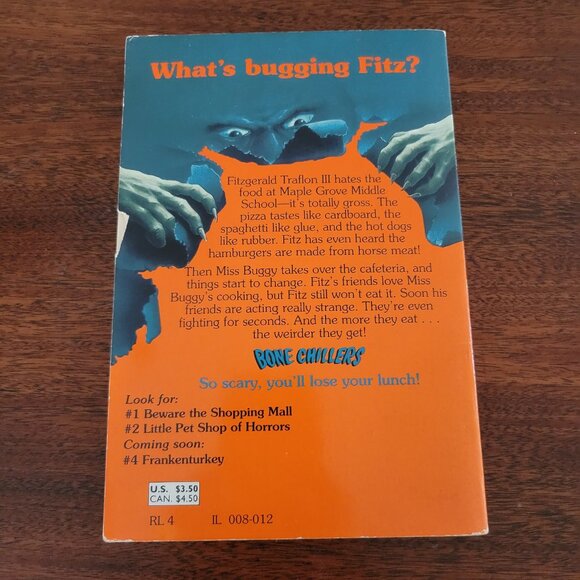 What's bugging Fitz?
Fitzgerald Traflon III hates the
food at Maple Grove Middle
School—it's totally gross. The
pizza tastes like cardboard, the
spaghetti like glue, and the hot dogs
like rubber. Fitz has even heard the
hamburgers are made from horse meat!
Then Miss Buggy takes over the cafeteria, and
things start to change. Fitz's friends love Miss
Buggy's cooking, but Fitz still won't eat it. Soon his
friends are acting really strange. They're even
fighting for seconds. And the more they eat . . .
the weirder they get!
BONE CHILLERS
So scary, you'll lose your lunch!
Look for:
#1 Beware the Shopping Mall
#2 Little Pet Shop of Horrors
Coming soon:
#4 Frankenturkey
U.S. $3.50
CAN. $4.50
RL 4 IL 008-012